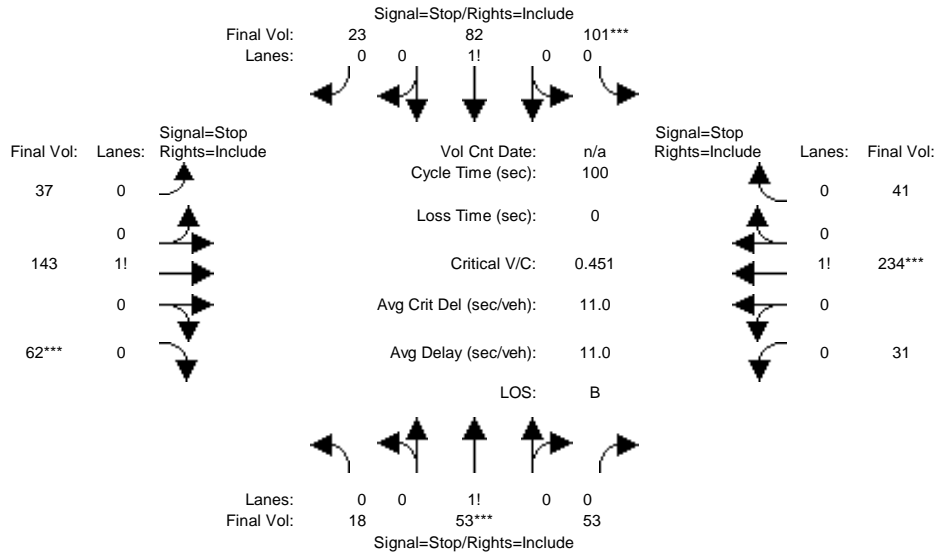 Signal=Stop/Rights=Include
Final Vol: 23 82 101***
Lanes: 0 0 1! 0 0
Signal=Stop Signal=Stop
Final Vol: Lanes: Rights=Include Vol Cnt Date: n/a Rights=Include Lanes: Final Vol:
Cycle Time (sec): 100
37 0 0 41
Loss Time (sec): 0
0 0
143 1! Critical V/C: 0.451 1! 234***
0 Avg Crit Del (sec/veh): 11.0 0
62*** 0 Avg Delay (sec/veh): 11.0 0 31
LOS: B
Lanes: 0 0 1! 0 0
Final Vol: 18 53*** 53
Signal=Stop/Rights=Include